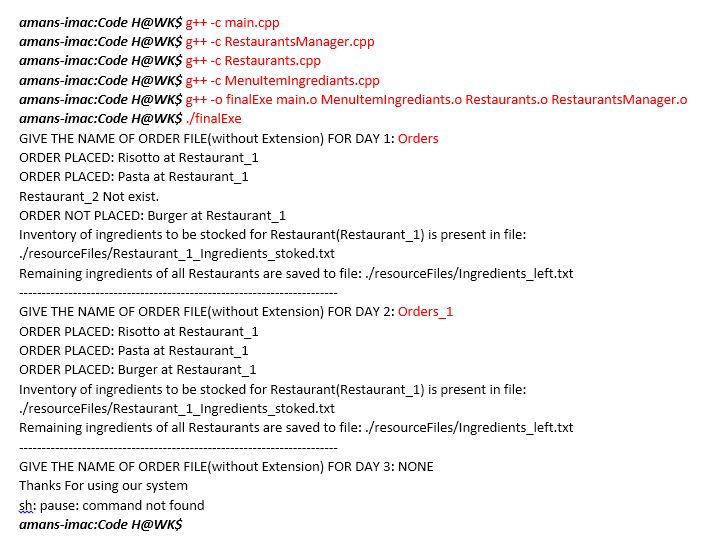 amans-imac:Code H@WK$ g++ -c main.cpp
amans-imac:Code H@WK$ g++ -c RestaurantsManager.cpp
amans-imac:Code H@WK$ g++ -c Restaurants.cpp
amans-imac:Code H@WK$ g++ -c MenuItemIngrediants.cpp
amans-imac:Code H@WK$ g++ -o finalExe main.o MenuItemIngrediants.o Restaurants.o RestaurantsManager.o
amans-imac:Code H@WK$ ./finalExe
GIVE THE NAME OF ORDER FILE(without Extension) FOR DAY 1: Orders
ORDER PLACED: Risotto at Restaurant_1
ORDER PLACED: Pasta at Restaurant_1
Restaurant_2 Not exist.
ORDER NOT PLACED: Burger at Restaurant_1
Inventory of ingredients to be stocked for Restaurant(Restaurant_1) is present in file:
./resourceFiles/Restaurant_1_Ingredients_stoked.txt
Remaining ingredients of all Restaurants are saved to file: ./resourceFiles/Ingredients_left.txt
------------------------------------------------------------------------
GIVE THE NAME OF ORDER FILE(without Extension) FOR DAY 2: Orders_1
ORDER PLACED: Risotto at Restaurant_1
ORDER PLACED: Pasta at Restaurant_1
ORDER PLACED: Burger at Restaurant_1
Inventory of ingredients to be stocked for Restaurant(Restaurant_1) is present in file:
./resourceFiles/Restaurant_1_Ingredients_stoked.txt
Remaining ingredients of all Restaurants are saved to file: ./resourceFiles/Ingredients_left.txt
------------------------------------------------------------------------
GIVE THE NAME OF ORDER FILE(without Extension) FOR DAY 3: NONE
Thanks For using our system
sh: pause: command not found
amans-imac:Code H@WK$